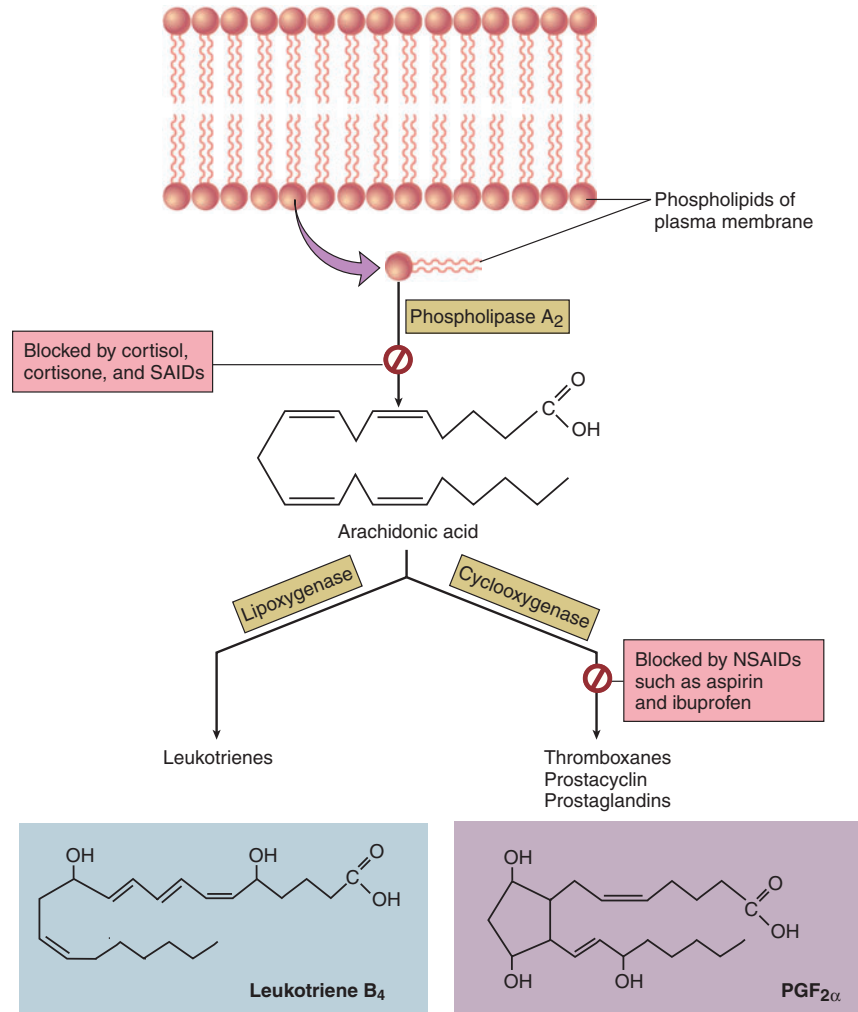 Phospholipids of
plasma membrane
Phospholipase A2
Blocked by cortisol,
cortisone, and SAIDs
O
C
OH
Arachidonic acid
Lipoxygenase
Cyclooxygenase
Blocked by NSAIDs
such as aspirin
and ibuprofen
Leukotrienes
Thromboxanes
Prostacyclin
Prostaglandins
OH
OH
O
C
OH
Leukotriene B4
OH
O
C
OH
OH
OH
PGF2α